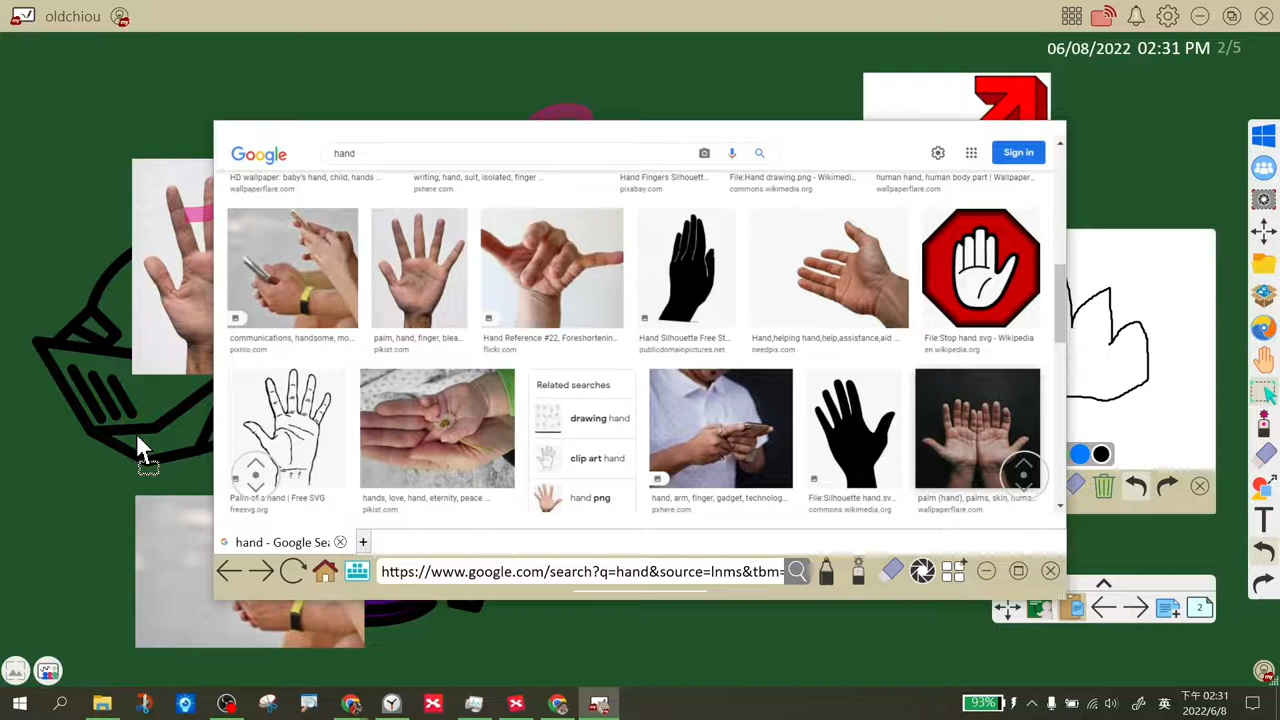 oldchiou
06/08/2022 02:31 PM 2/5
Google
hand
Sign in
HD wallpaper: baby's hand, child, hands ...
wallpaperflare.com
writing, hand, suit, isolated, finger ...
pxhere.com
Hand Fingers Silhouett...
pixabay.com
File:Hand drawing.png - Wikimedi...
commons.wikimedia.org
human hand, human body part | Wallpaper...
wallpaperflare.com
communications, handsome, mo...
pixnio.com
palm, hand, finger, blea...
pikist.com
Hand Reference #22, Foreshortenin...
flickr.com
Hand Silhouette Free St...
publicdomainpictures.net
Hand,helping hand,help,assistance,aid ...
needpix.com
File:Stop hand.svg - Wikipedia
en.wikipedia.org
Related searches
drawing hand
clip art hand
hand png
Palm of a hand | Free SVG
freesvg.org
hands, love, hand, eternity, peace ...
pikist.com
hand, arm, finger, gadget, technolog...
pxhere.com
File:Silhouette hand.sv...
commons.wikimedia.org
palm (hand), palms, skin, huma...
wallpaperflare.com
hand - Google Sea
https://www.google.com/search?q=hand&source=lnms&tbm=
2
93%
英
下午 02:31
2022/6/8